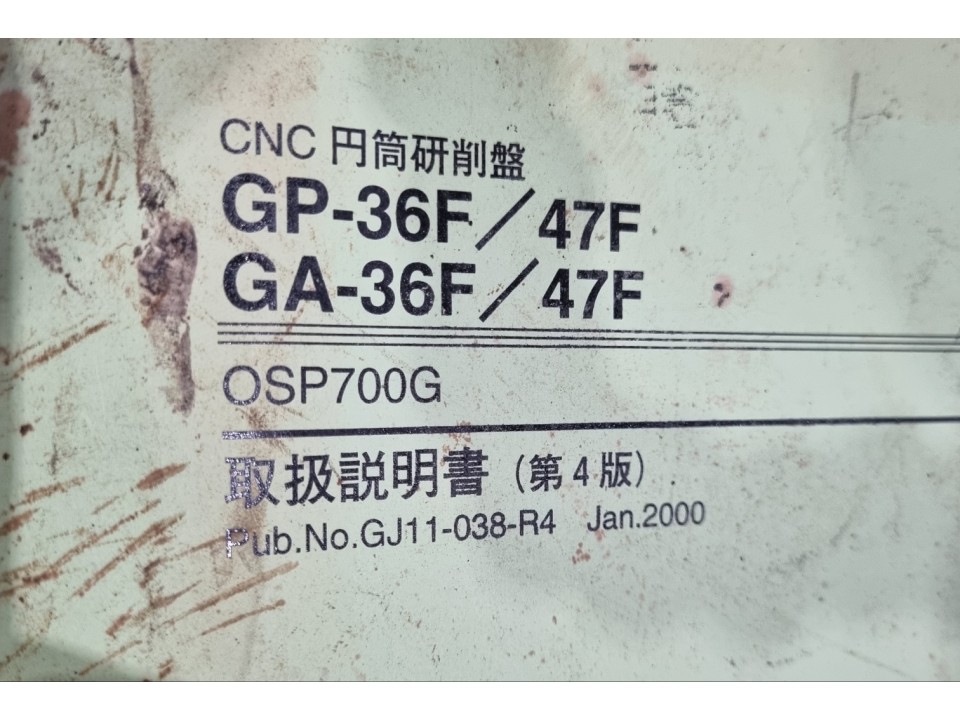 CNC 円筒研削盤
GP-36F／47F
GA-36F／47F
OSP700G
取扱説明書（第4版）
Pub.No.GJ11-038-R4 Jan.2000